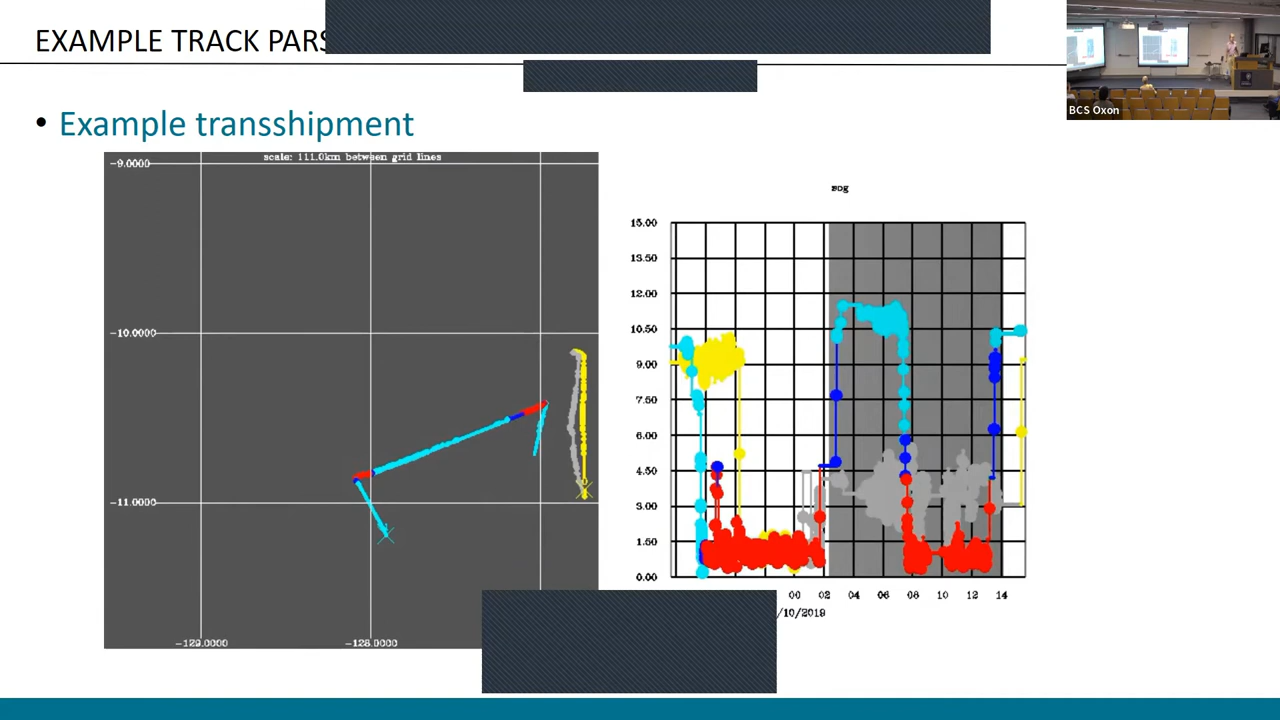 EXAMPLE TRACK PARS
BCS Oxon
• Example transshipment
scale: 111.0km between grid lines
-9.0000
-10.0000
-11.0000
-129.0000 -128.0000
sog
15.00
13.50
12.00
10.50
9.00
7.50
6.00
4.50
3.00
1.50
0.00
00 02 04 06 08 10 12 14
/10/2019